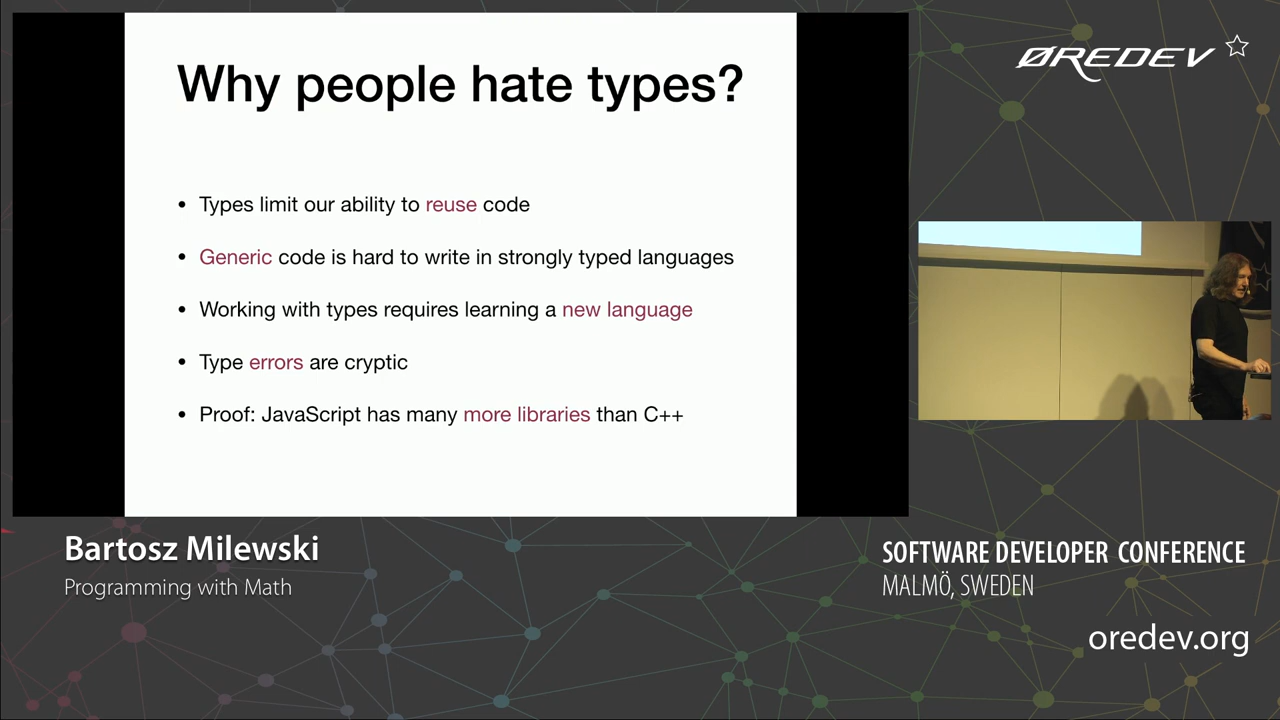 Why people hate types?
• Types limit our ability to reuse code
• Generic code is hard to write in strongly typed languages
• Working with types requires learning a new language
• Type errors are cryptic
• Proof: JavaScript has many more libraries than C++
ØREDEV
Bartosz Milewski
Programming with Math
SOFTWARE DEVELOPER CONFERENCE
MALMÖ, SWEDEN
oredev.org